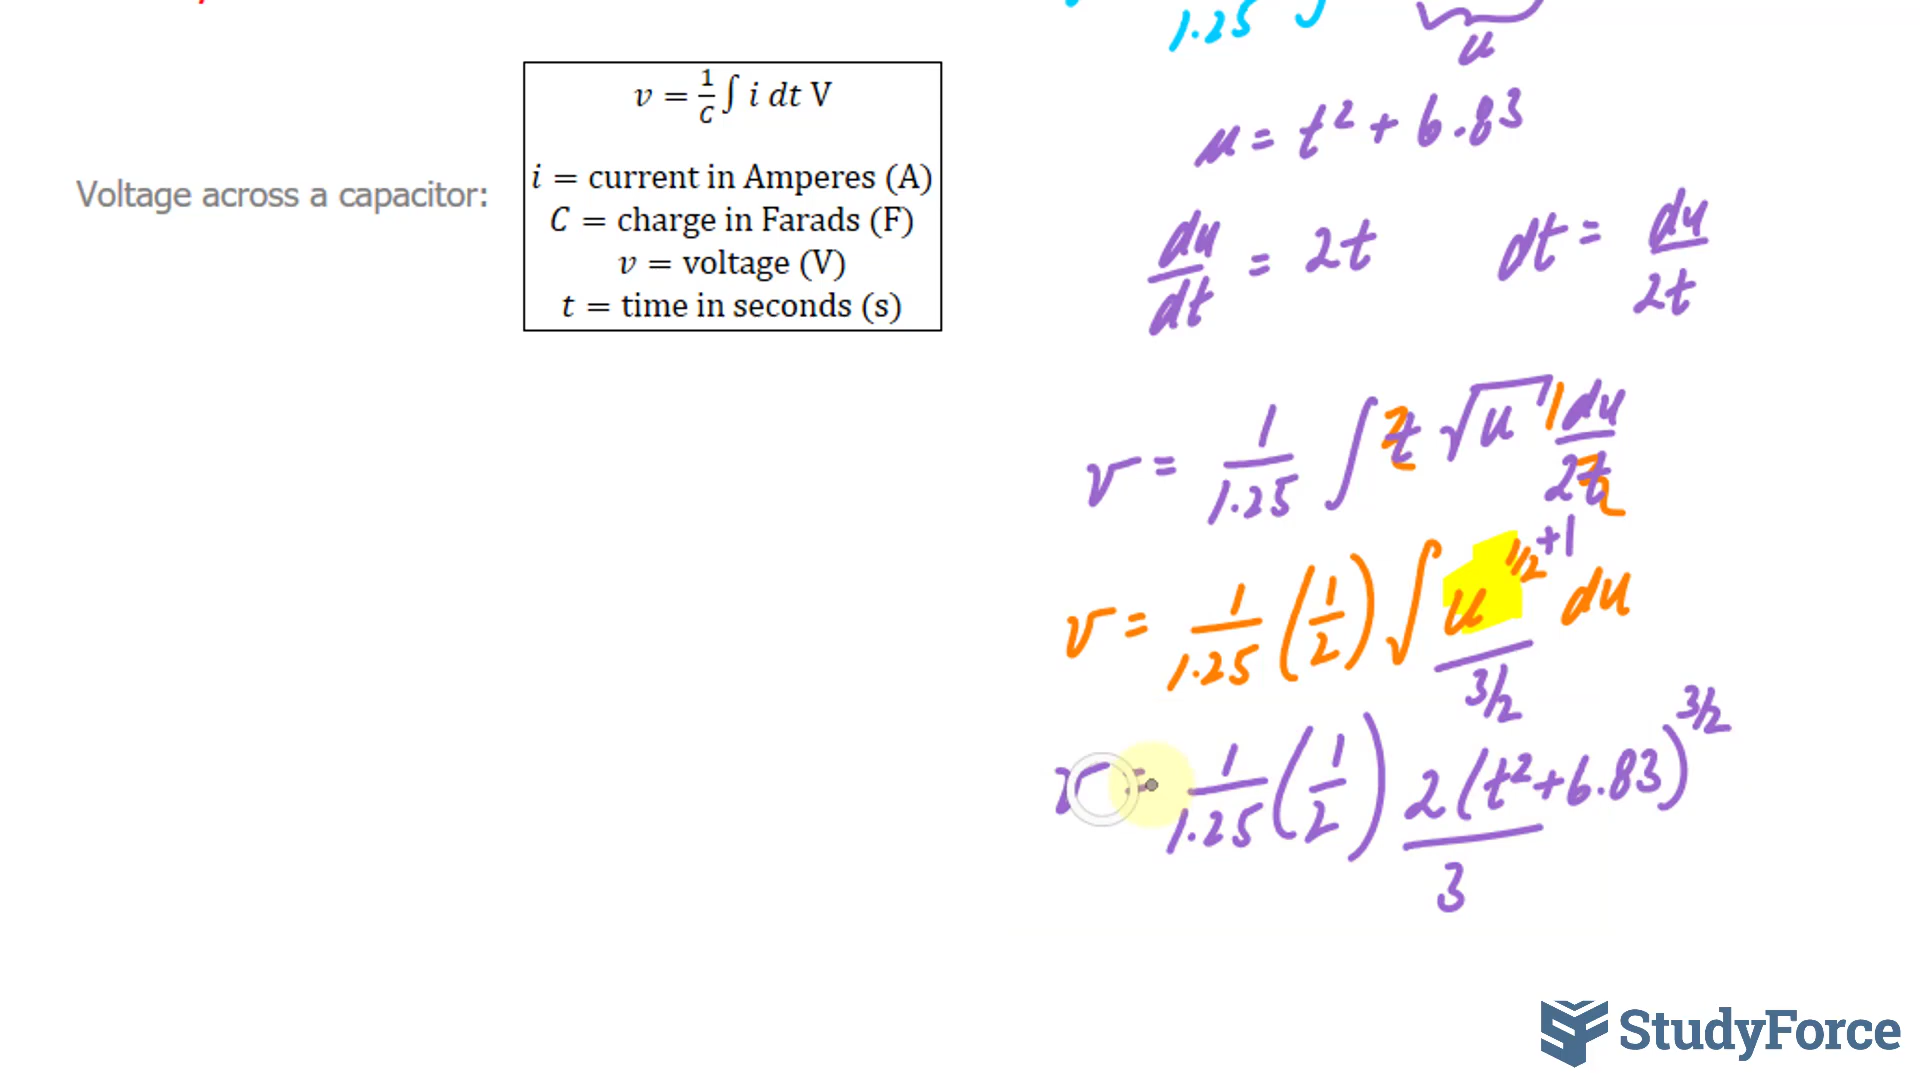 1.25 ∫
u
v = 1/C ∫ i dt V
i = current in Amperes (A)
C = charge in Farads (F)
v = voltage (V)
t = time in seconds (s)
Voltage across a capacitor:
u = t² + 6.83
du/dt = 2t dt = du/2t
v = 1/1.25 ∫ t √u 1 du/2t
v = 1/1.25 (1/2) ∫ u^1/2 +1 / 3/2 du
v = 1/1.25 (1/2) 2(t² + 6.83)^3/2 / 3
StudyForce